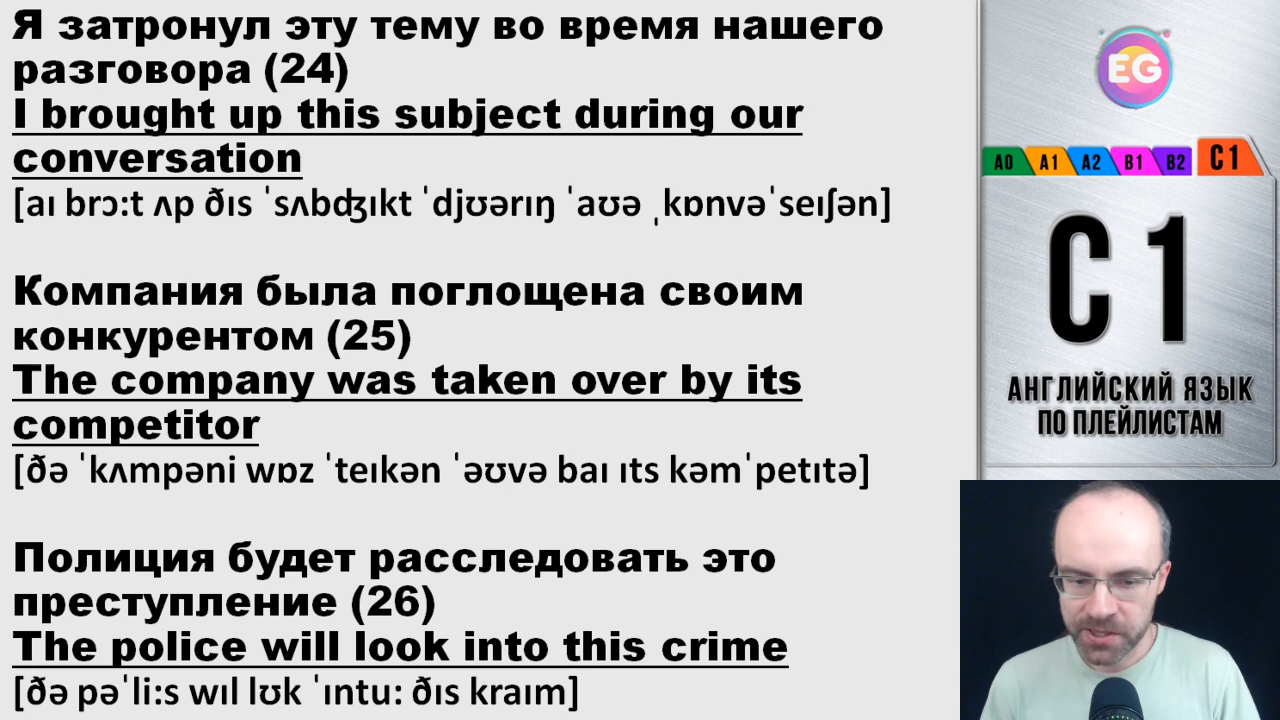 Я затронул эту тему во время нашего
разговора (24)
I brought up this subject during our
conversation
[aɪ brɔ:t ʌp ðɪs ˈsʌbʤɪkt ˈdjʊərɪŋ ˈaʊə ˌkɒnvəˈseɪʃən]
Компания была поглощена своим
конкурентом (25)
The company was taken over by its
competitor
[ðə ˈkʌmpəni wɒz ˈteɪkən ˈəʊvə baɪ ɪts kəmˈpetɪtə]
Полиция будет расследовать это
преступление (26)
The police will look into this crime
[ðə pəˈli:s wɪl lʊk ˈɪntu: ðɪs kraɪm]
EG
A0 A1 A2 B1 B2 C1
C1
АНГЛИЙСКИЙ ЯЗЫК
ПО ПЛЕЙЛИСТАМ